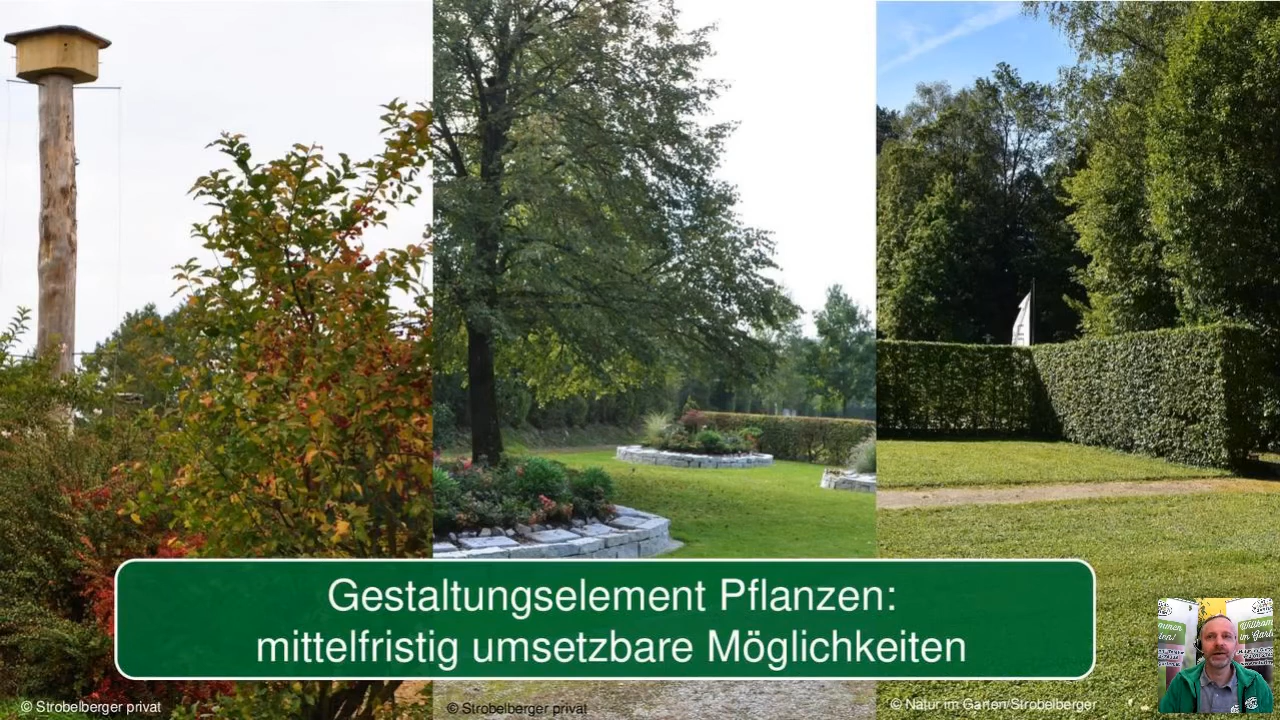 Gestaltungselement Pflanzen:
mittelfristig umsetzbare Möglichkeiten
© Strobelberger privat
© Strobelberger privat
© Natur im Garten/Strobelberger